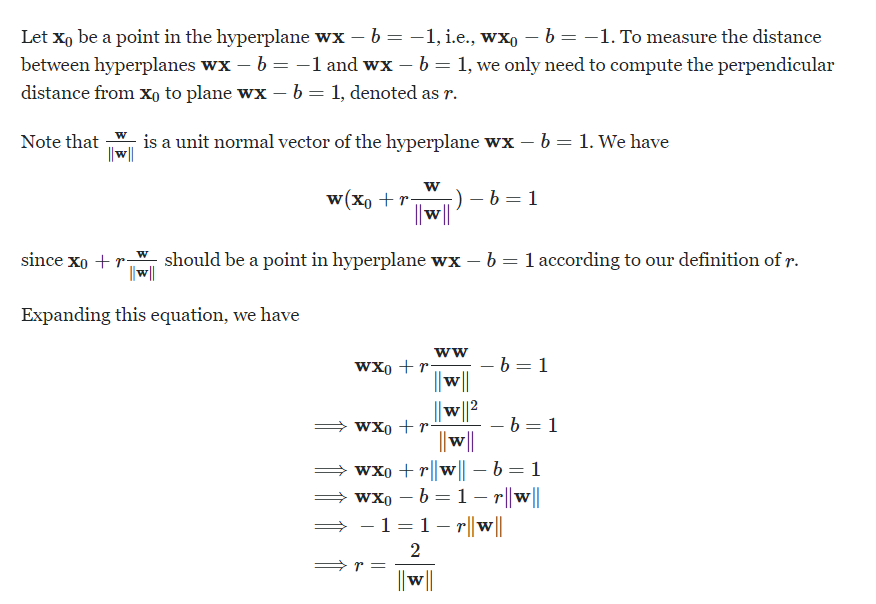 Let x₀ be a point in the hyperplane wx − b = −1, i.e., wx₀ − b = −1. To measure the distance
between hyperplanes wx − b = −1 and wx − b = 1, we only need to compute the perpendicular
distance from x₀ to plane wx − b = 1, denoted as r.
Note that w/‖w‖ is a unit normal vector of the hyperplane wx − b = 1. We have
w(x₀ + r w/‖w‖) − b = 1
since x₀ + r w/‖w‖ should be a point in hyperplane wx − b = 1 according to our definition of r.
Expanding this equation, we have
wx₀ + r ww/‖w‖ − b = 1
⟹ wx₀ + r ‖w‖²/‖w‖ − b = 1
⟹ wx₀ + r‖w‖ − b = 1
⟹ wx₀ − b = 1 − r‖w‖
⟹ −1 = 1 − r‖w‖
⟹ r = 2/‖w‖